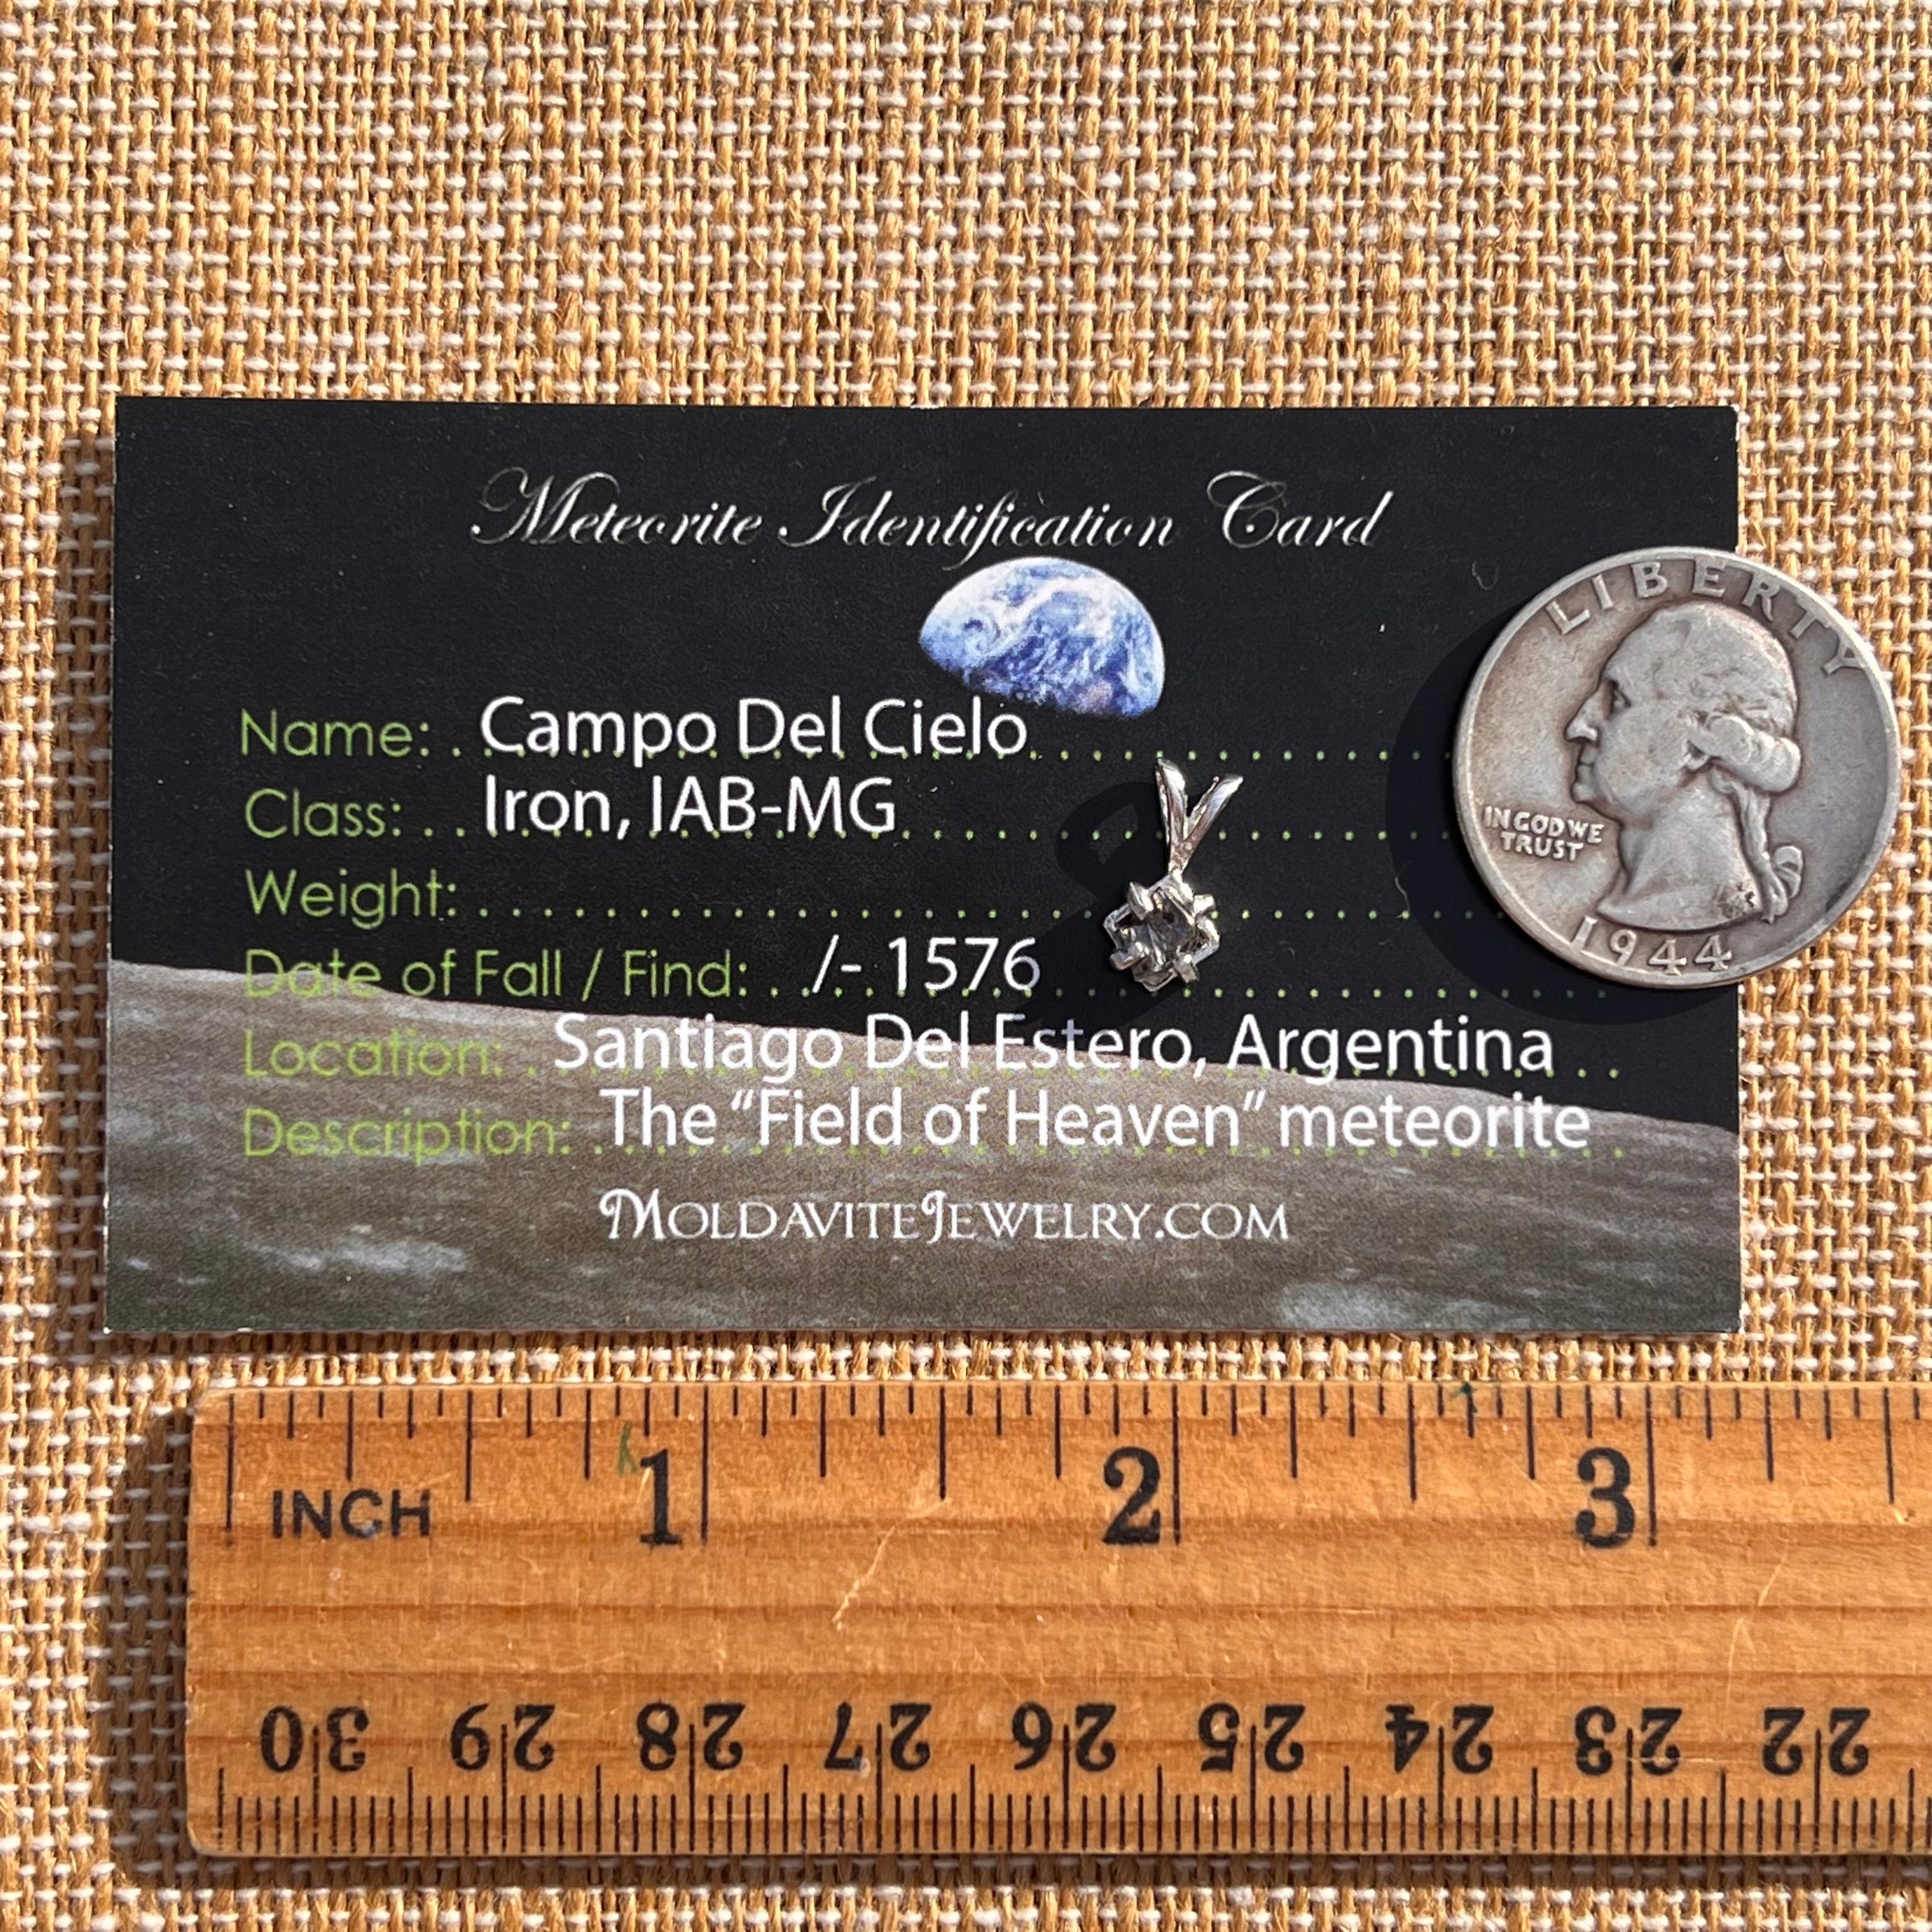 Meteorite Identification Card
Name: Campo Del Cielo
Class: Iron, IAB-MG
Weight:
Date of Fall / Find: /- 1576
Location: Santiago Del Estero, Argentina
Description: The “Field of Heaven” meteorite
MoldaviteJewelry.com
LIBERTY
IN GOD WE
TRUST
1944
1 2 3
INCH
30 29 28 27 26 25 24 23 22